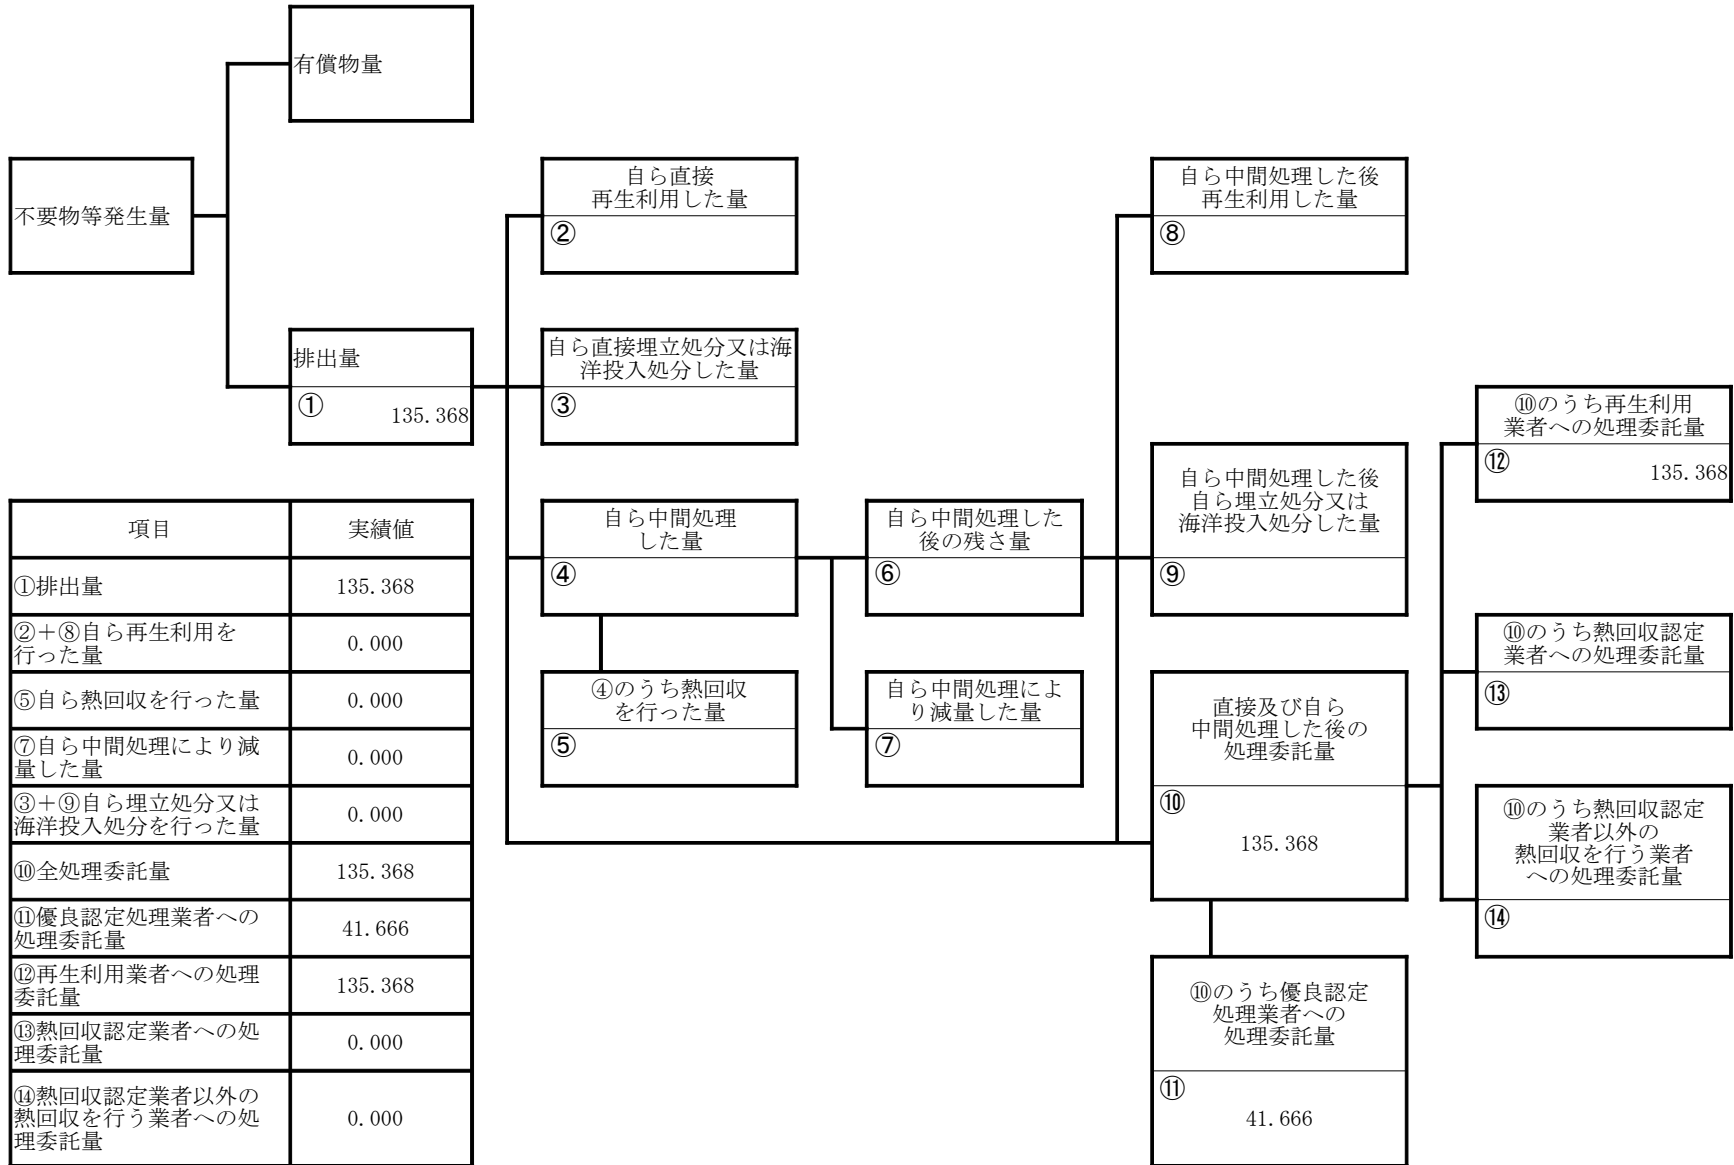 有償物量
不要物等発生量
自ら直接
再生利用した量
②
自ら中間処理した後
再生利用した量
⑧
排出量
①
135.368
自ら直接埋立処分又は海
洋投入処分した量
③
⑩のうち再生利用
業者への処理委託量
⑫
135.368
自ら中間処理
した量
④
自ら中間処理した
後の残さ量
⑥
自ら中間処理した後
自ら埋立処分又は
海洋投入処分した量
⑨
⑩のうち熱回収認定
業者への処理委託量
⑬
④のうち熱回収
を行った量
⑤
自ら中間処理によ
り減量した量
⑦
直接及び自ら
中間処理した後の
処理委託量
⑩
135.368
⑩のうち熱回収認定
業者以外の
熱回収を行う業者
への処理委託量
⑭
⑩のうち優良認定
処理業者への
処理委託量
⑪
41.666
項目 実績値
①排出量 135.368
②＋⑧自ら再生利用を
行った量 0.000
⑤自ら熱回収を行った量 0.000
⑦自ら中間処理により減
量した量 0.000
③＋⑨自ら埋立処分又は
海洋投入処分を行った量 0.000
⑩全処理委託量 135.368
⑪優良認定処理業者への
処理委託量 41.666
⑫再生利用業者への処理
委託量 135.368
⑬熱回収認定業者への処
理委託量 0.000
⑭熱回収認定業者以外の
熱回収を行う業者への処
理委託量 0.000